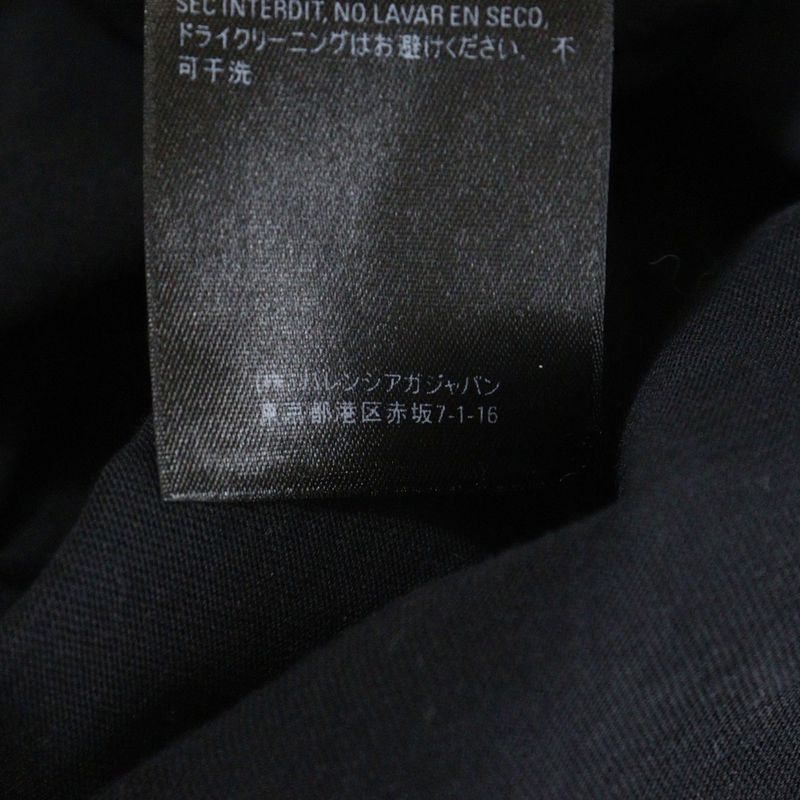 SEC INTERDIT, NO LAVAR EN SECO,
ドライクリーニングはお避けください、不
可干洗
(株)バレンシアガジャパン
東京都港区赤坂7-1-16